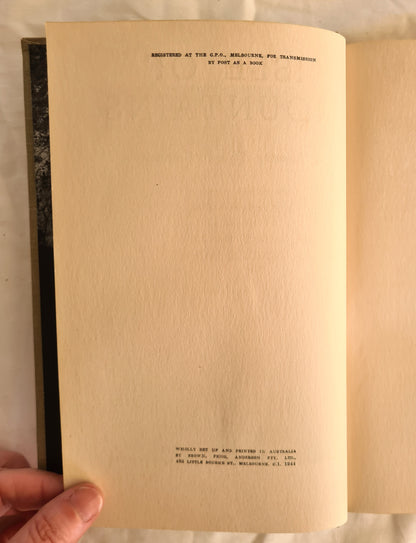 REGISTERED AT THE G.P.O., MELBOURNE, FOR TRANSMISSION
BY POST AS A BOOK
WHOLLY SET UP AND PRINTED IN AUSTRALIA
BY BROWN, PRIOR, ANDERSON PTY. LTD.,
430 LITTLE BOURKE ST., MELBOURNE, C.1. 1941